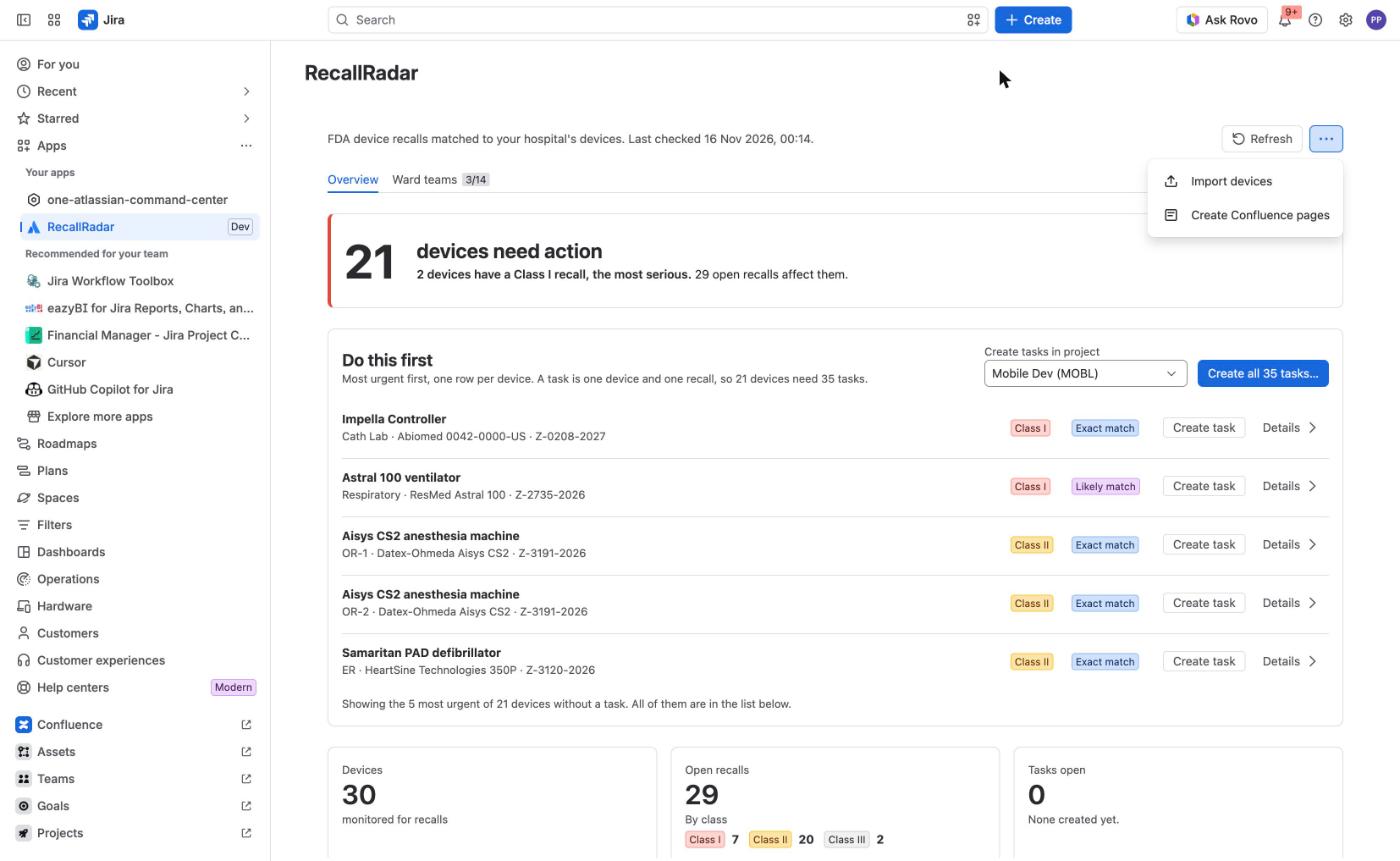 Jira
Search
Create
Ask Rovo
9+
PP
For you
Recent
Starred
Apps
Your apps
one-atlassian-command-center
RecallRadar
Dev
Recommended for your team
Jira Workflow Toolbox
eazyBI for Jira Reports, Charts, an...
Financial Manager - Jira Project C...
Cursor
GitHub Copilot for Jira
Explore more apps
Roadmaps
Plans
Spaces
Filters
Dashboards
Operations
Hardware
Customers
Customer experiences
Help centers
Modern
Confluence
Assets
Teams
Goals
Projects
RecallRadar
FDA device recalls matched to your hospital's devices. Last checked 16 Nov 2026, 00:14.
Refresh
Import devices
Create Confluence pages
Overview
Ward teams 3/14
21
devices need action
2 devices have a Class I recall, the most serious. 29 open recalls affect them.
Do this first
Most urgent first, one row per device. A task is one device and one recall, so 21 devices need 35 tasks.
Create tasks in project
Mobile Dev (MOBL)
Create all 35 tasks...
Impella Controller
Cath Lab · Abiomed 0042-0000-US · Z-0208-2027
Class I
Exact match
Create task
Details
Astral 100 ventilator
Respiratory · ResMed Astral 100 · Z-2735-2026
Class I
Likely match
Create task
Details
Aisys CS2 anesthesia machine
OR-1 · Datex-Ohmeda Aisys CS2 · Z-3191-2026
Class II
Exact match
Create task
Details
Aisys CS2 anesthesia machine
OR-2 · Datex-Ohmeda Aisys CS2 · Z-3191-2026
Class II
Exact match
Create task
Details
Samaritan PAD defibrillator
ER · HeartSine Technologies 350P · Z-3120-2026
Class II
Exact match
Create task
Details
Showing the 5 most urgent of 21 devices without a task. All of them are in the list below.
Devices
30
monitored for recalls
Open recalls
29
By class
Class I 7 Class II 20 Class III 2
Tasks open
0
None created yet.